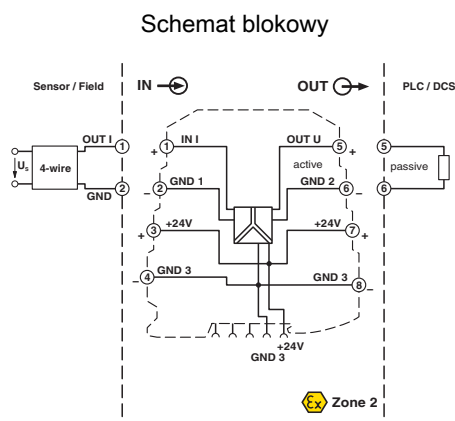 Schemat blokowy
Sensor / Field
IN
OUT
PLC / DCS
OUT I
1
1
IN I
OUT U
5
5
+
+
U_s
4-wire
active
passive
GND
2
2
GND 1
GND 2
6
6
–
–
3
+24V
+24V
7
+
+
4
GND 3
GND 3
8
–
–
+24V
GND 3
Ex
Zone 2